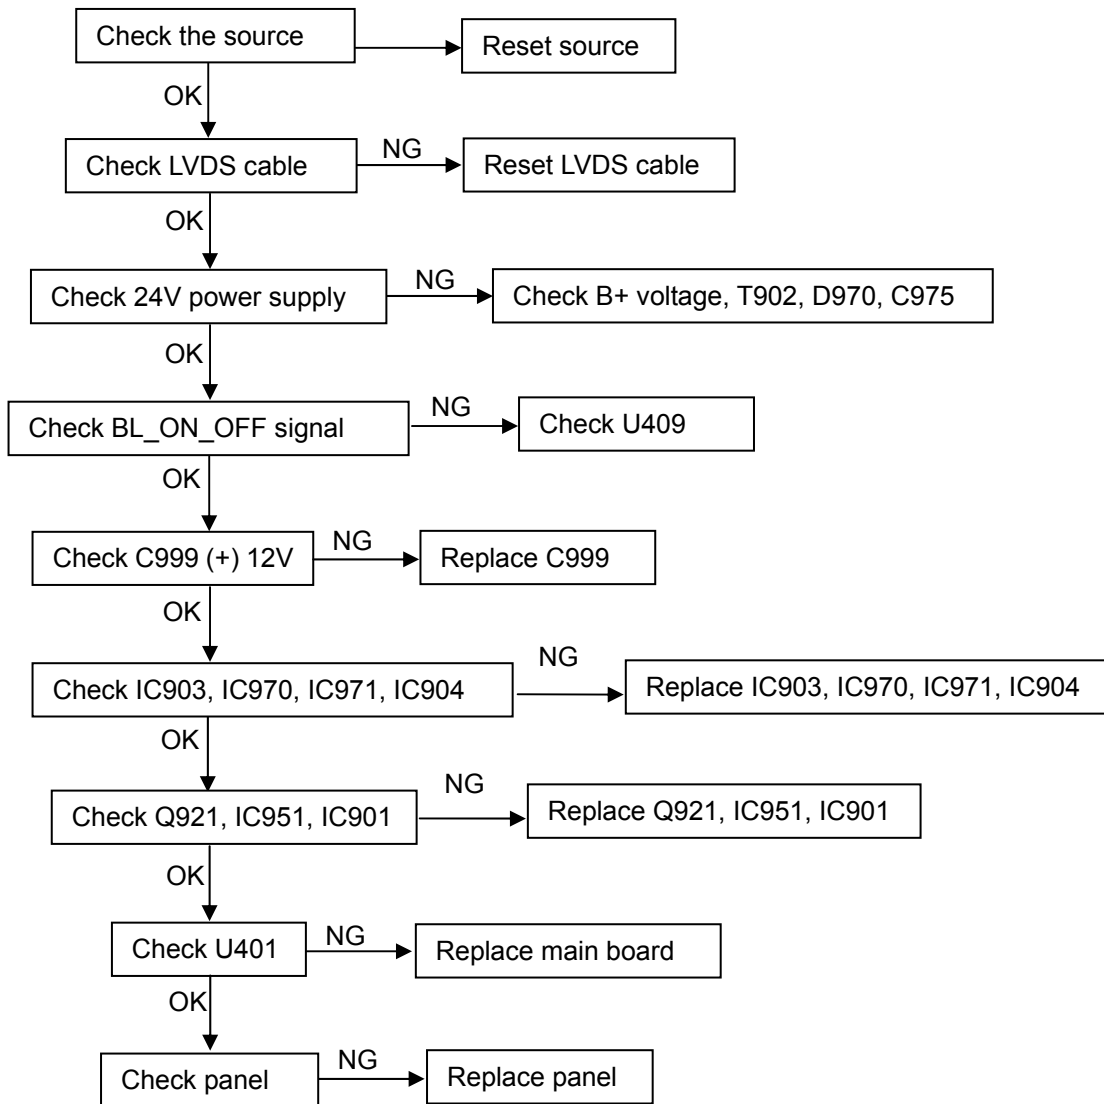 Check the source
Reset source
OK
Check LVDS cable
NG
Reset LVDS cable
OK
Check 24V power supply
NG
Check B+ voltage, T902, D970, C975
OK
Check BL_ON_OFF signal
NG
Check U409
OK
Check C999 (+) 12V
NG
Replace C999
OK
Check IC903, IC970, IC971, IC904
NG
Replace IC903, IC970, IC971, IC904
OK
Check Q921, IC951, IC901
NG
Replace Q921, IC951, IC901
OK
Check U401
NG
Replace main board
OK
Check panel
NG
Replace panel